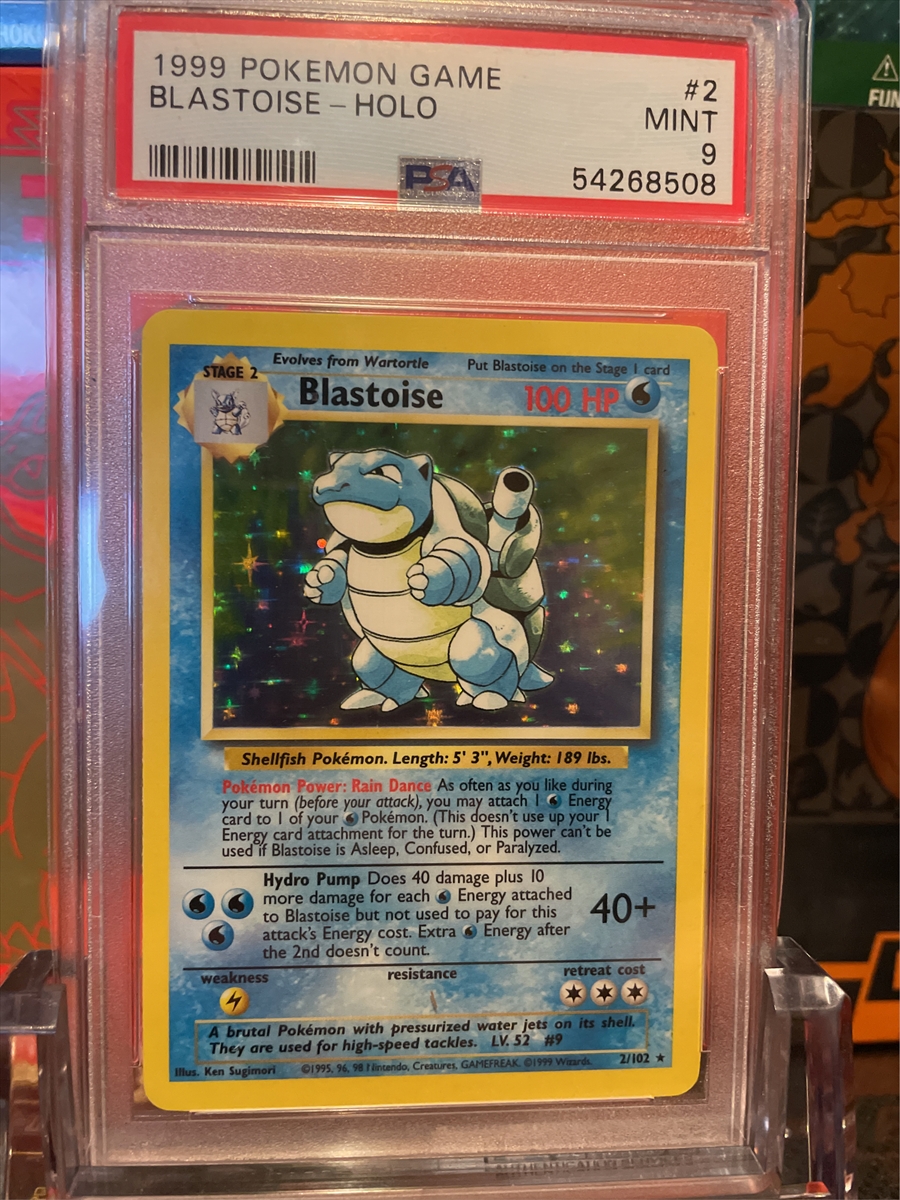 1999 POKEMON GAME
#2
BLASTOISE – HOLO
MINT
9
PSA
54268508
FUN
STAGE 2
Evolves from Wartortle
Put Blastoise on the Stage 1 card
Blastoise
100 HP
Shellfish Pokémon. Length: 5' 3", Weight: 189 lbs.
Pokémon Power: Rain Dance As often as you like during
your turn (before your attack), you may attach 1 Energy
card to 1 of your Pokémon. (This doesn't use up your 1
Energy card attachment for the turn.) This power can't be
used if Blastoise is Asleep, Confused, or Paralyzed.
Hydro Pump Does 40 damage plus 10
more damage for each Energy attached
to Blastoise but not used to pay for this
attack's Energy cost. Extra Energy after
the 2nd doesn't count.
40+
weakness
resistance
retreat cost
A brutal Pokémon with pressurized water jets on its shell.
They are used for high-speed tackles. LV. 52 #9
Illus. Ken Sugimori
©1995, 96, 98 Nintendo, Creatures, GAMEFREAK. ©1999 Wizards.
2/102 ★